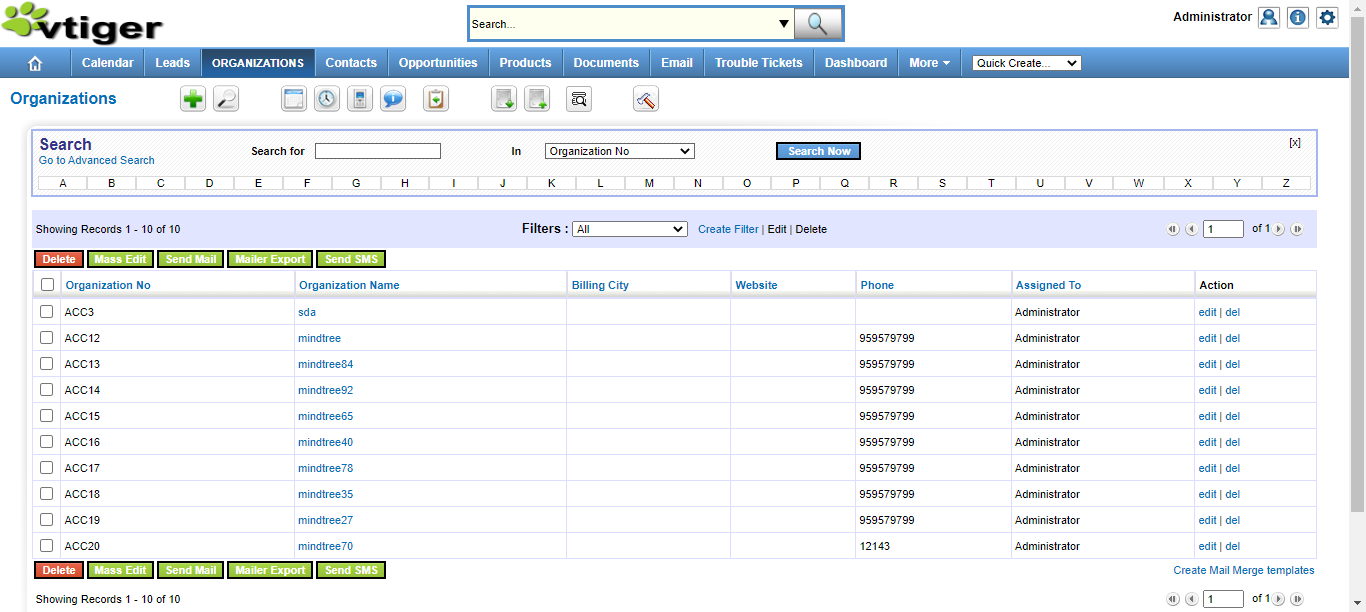 vtiger
Search...
Administrator
Calendar Leads ORGANIZATIONS Contacts Opportunities Products Documents Email Trouble Tickets Dashboard More Quick Create...
Organizations
Search
Go to Advanced Search
Search for In Organization No Search Now [x]
A B C D E F G H I J K L M N O P Q R S T U V W X Y Z
Showing Records 1 - 10 of 10 Filters : All Create Filter | Edit | Delete 1 of 1
Delete Mass Edit Send Mail Mailer Export Send SMS
Organization No Organization Name Billing City Website Phone Assigned To Action
ACC3 sda Administrator edit | del
ACC12 mindtree 959579799 Administrator edit | del
ACC13 mindtree84 959579799 Administrator edit | del
ACC14 mindtree92 959579799 Administrator edit | del
ACC15 mindtree65 959579799 Administrator edit | del
ACC16 mindtree40 959579799 Administrator edit | del
ACC17 mindtree78 959579799 Administrator edit | del
ACC18 mindtree35 959579799 Administrator edit | del
ACC19 mindtree27 959579799 Administrator edit | del
ACC20 mindtree70 12143 Administrator edit | del
Delete Mass Edit Send Mail Mailer Export Send SMS Create Mail Merge templates
Showing Records 1 - 10 of 10 1 of 1